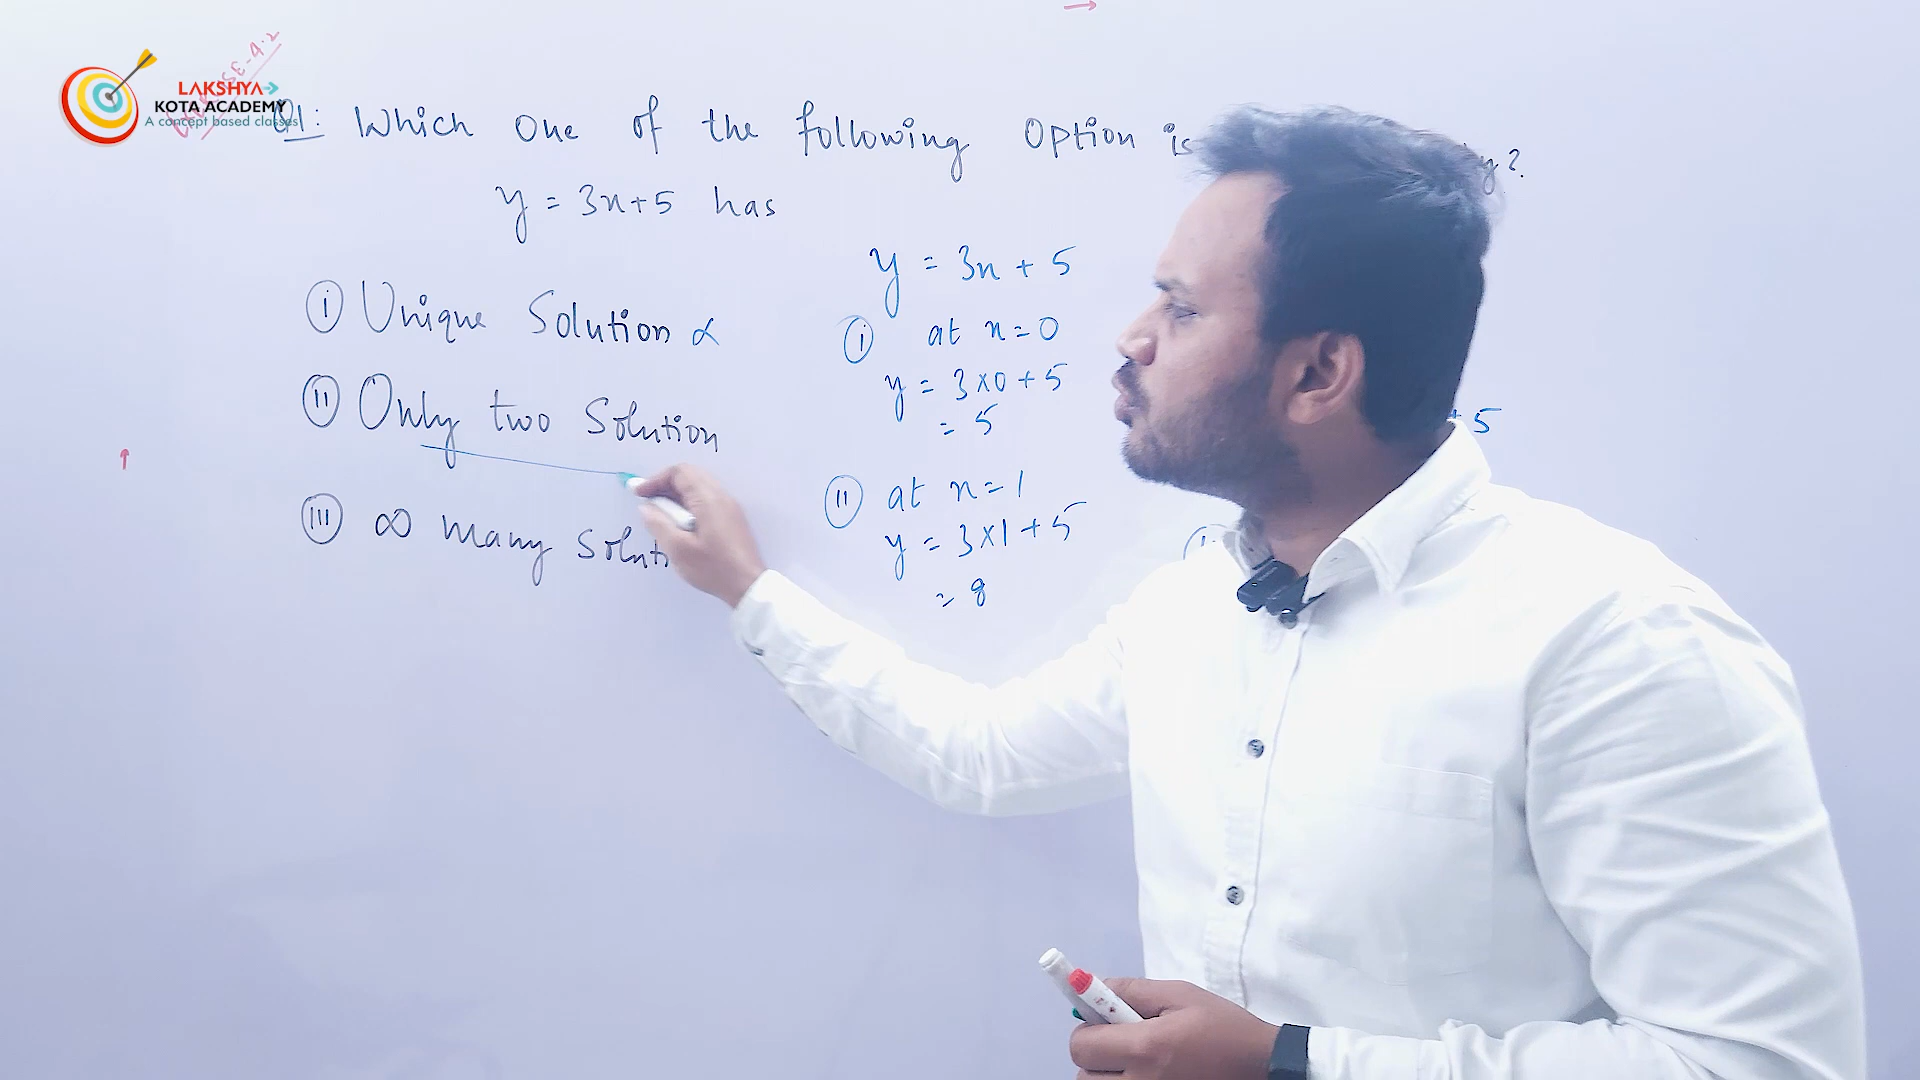 LAKSHYA
KOTA ACADEMY
A concept based classes
Q1: Which One of the following Option is y?
y = 3x+5 has
(i) Unique Solution
(ii) Only two Solution
(iii) ∞ many Soluti
y = 3x + 5
(i) at x=0
y = 3×0+5
= 5
+ 5
(ii) at x=1
y = 3×1+5
= 8